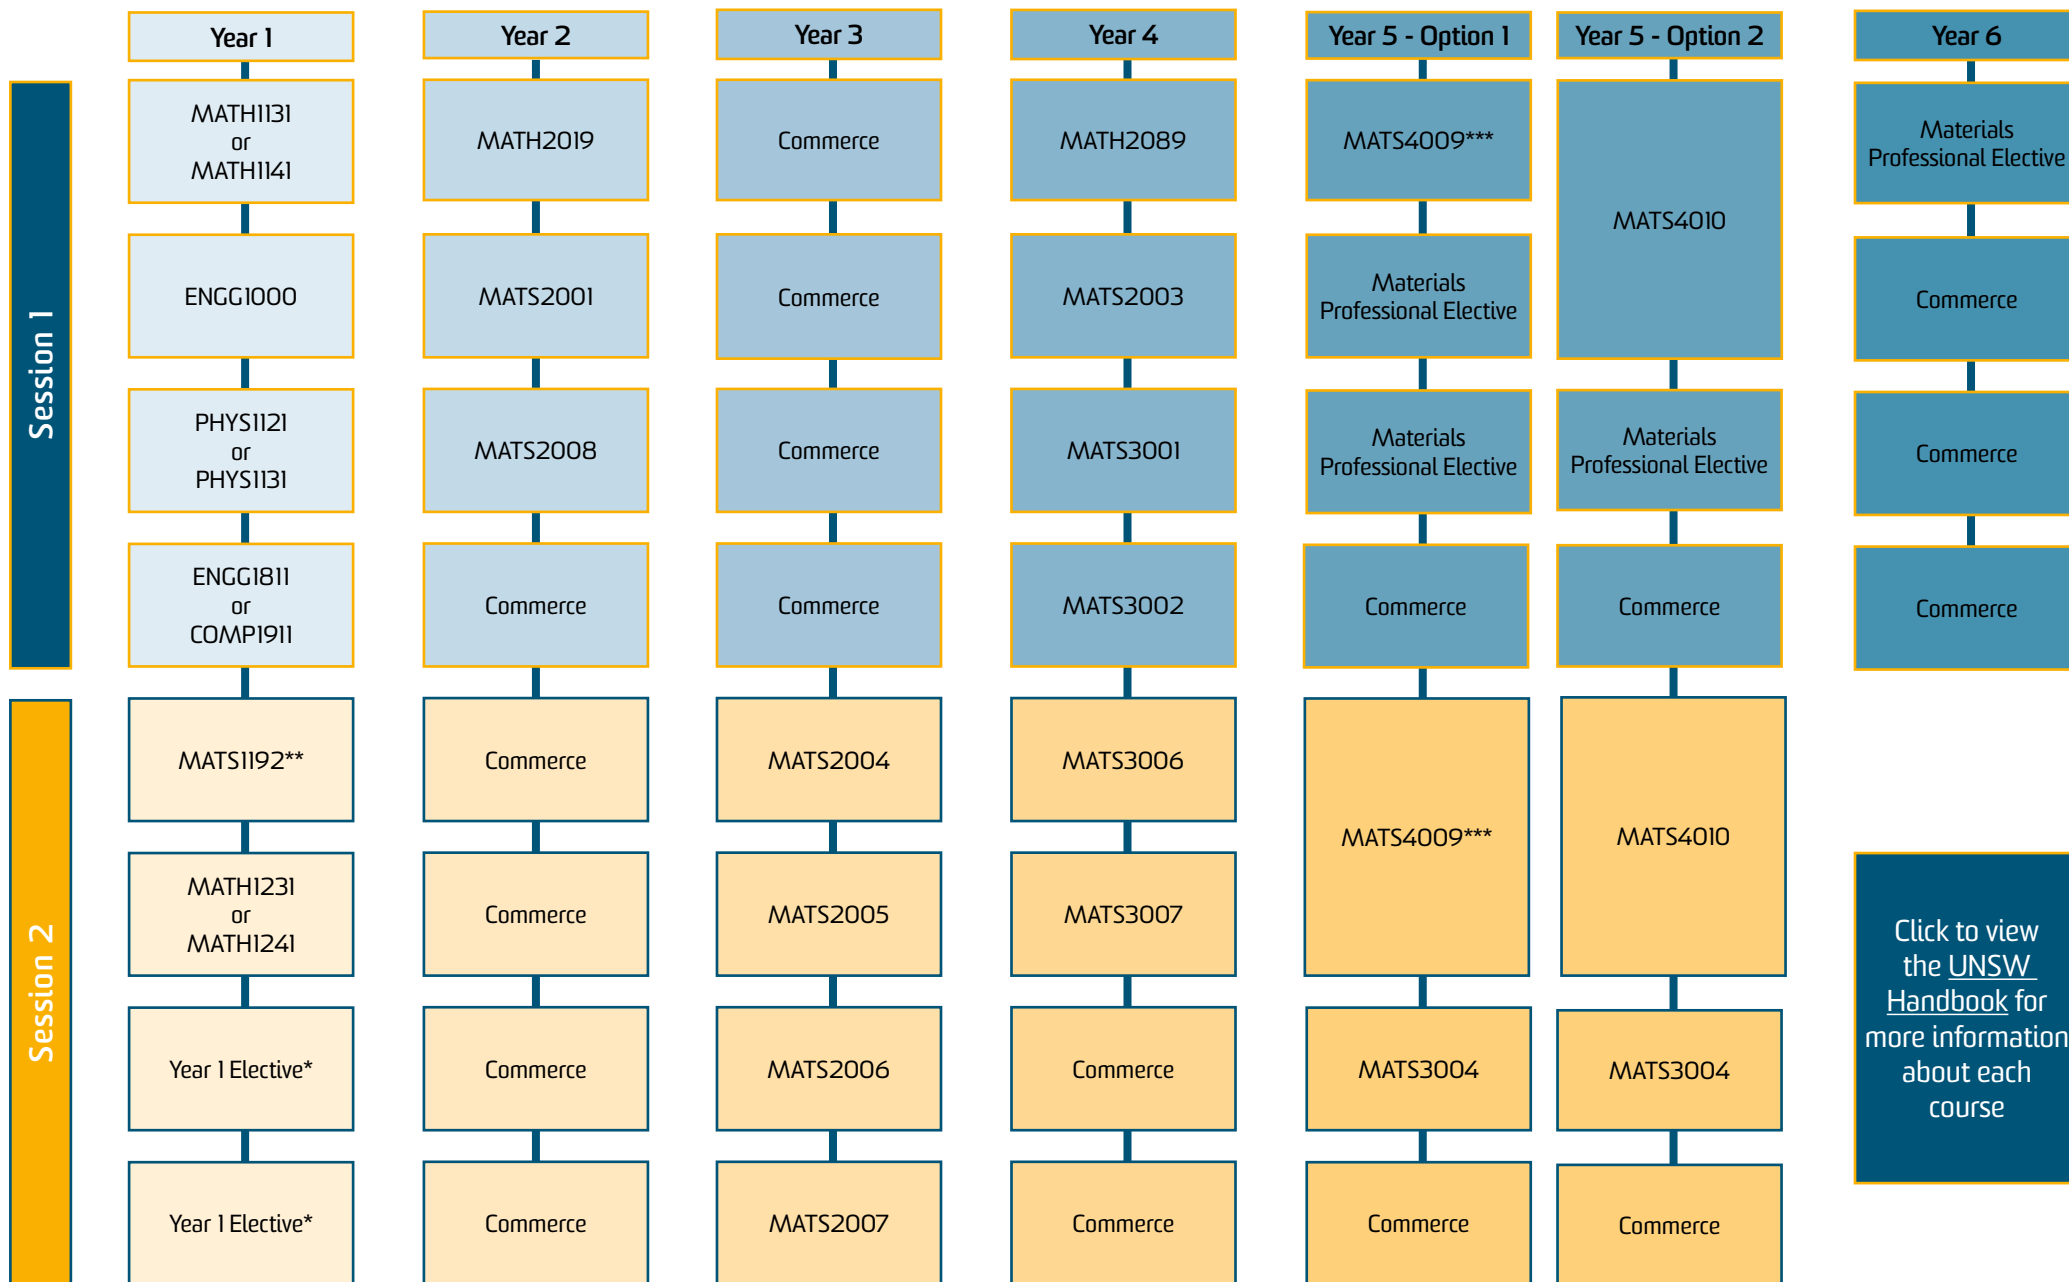 Year 1
Year 2
Year 3
Year 4
Year 5 - Option 1
Year 5 - Option 2
Year 6
Session 1
MATH1131
or
MATH1141
MATH2019
Commerce
MATH2089
MATS4009***
MATS4010
Materials
Professional Elective
ENGG1000
MATS2001
Commerce
MATS2003
Materials
Professional Elective
Commerce
PHYS1121
or
PHYS1131
MATS2008
Commerce
MATS3001
Materials
Professional Elective
Materials
Professional Elective
Commerce
ENGG1811
or
COMP1911
Commerce
Commerce
MATS3002
Commerce
Commerce
Commerce
Session 2
MATS1192**
Commerce
MATS2004
MATS3006
MATS4009***
MATS4010
MATH1231
or
MATH1241
Commerce
MATS2005
MATS3007
Year 1 Elective*
Commerce
MATS2006
Commerce
MATS3004
MATS3004
Year 1 Elective*
Commerce
MATS2007
Commerce
Commerce
Commerce
Click to view
the UNSW
Handbook for
more information
about each
course